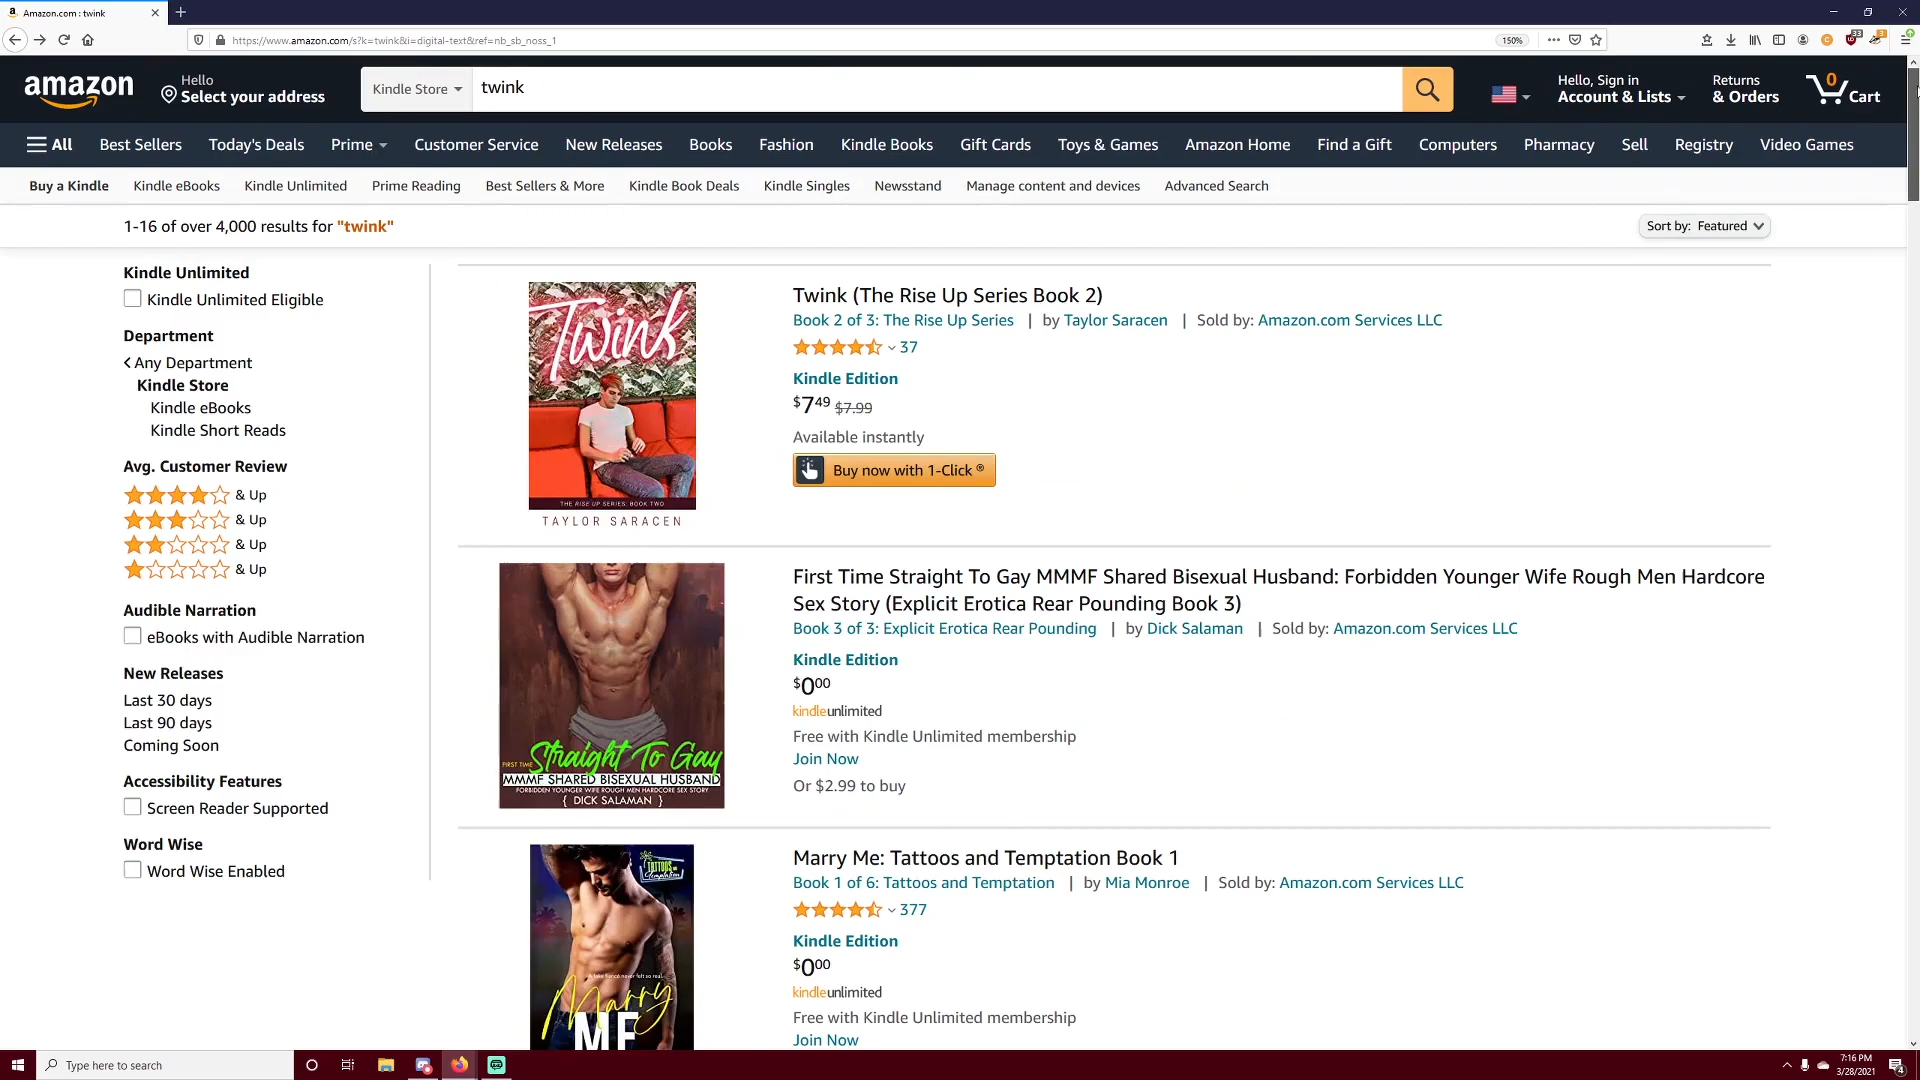 Amazon.com : twink
https://www.amazon.com/s?k=twink&i=digital-text&ref=nb_sb_noss_1
150%
33
3
amazon
Hello
Select your address
Kindle Store
twink
Hello, Sign in
Account & Lists
Returns
& Orders
0
Cart
All
Best Sellers
Today's Deals
Prime
Customer Service
New Releases
Books
Fashion
Kindle Books
Gift Cards
Toys & Games
Amazon Home
Find a Gift
Computers
Pharmacy
Sell
Registry
Video Games
Buy a Kindle
Kindle eBooks
Kindle Unlimited
Prime Reading
Best Sellers & More
Kindle Book Deals
Kindle Singles
Newsstand
Manage content and devices
Advanced Search
1-16 of over 4,000 results for "twink"
Sort by: Featured
Kindle Unlimited
Kindle Unlimited Eligible
Department
Any Department
Kindle Store
Kindle eBooks
Kindle Short Reads
Avg. Customer Review
& Up
& Up
& Up
& Up
Audible Narration
eBooks with Audible Narration
New Releases
Last 30 days
Last 90 days
Coming Soon
Accessibility Features
Screen Reader Supported
Word Wise
Word Wise Enabled
Twink
THE RISE UP SERIES: BOOK TWO
TAYLOR SARACEN
Twink (The Rise Up Series Book 2)
Book 2 of 3: The Rise Up Series | by Taylor Saracen | Sold by: Amazon.com Services LLC
37
Kindle Edition
$7 49 $7.99
Available instantly
Buy now with 1-Click ®
FIRST TIME Straight To Gay
MMMF SHARED BISEXUAL HUSBAND
FORBIDDEN YOUNGER WIFE ROUGH MEN HARDCORE SEX STORY
{ DICK SALAMAN }
First Time Straight To Gay MMMF Shared Bisexual Husband: Forbidden Younger Wife Rough Men Hardcore
Sex Story (Explicit Erotica Rear Pounding Book 3)
Book 3 of 3: Explicit Erotica Rear Pounding | by Dick Salaman | Sold by: Amazon.com Services LLC
Kindle Edition
$0 00
kindleunlimited
Free with Kindle Unlimited membership
Join Now
Or $2.99 to buy
TATTOOS
Temptation
A fake fiancé never felt so real.
Marry
ME
Marry Me: Tattoos and Temptation Book 1
Book 1 of 6: Tattoos and Temptation | by Mia Monroe | Sold by: Amazon.com Services LLC
377
Kindle Edition
$0 00
kindleunlimited
Free with Kindle Unlimited membership
Join Now
Type here to search
7:16 PM
3/28/2021
4